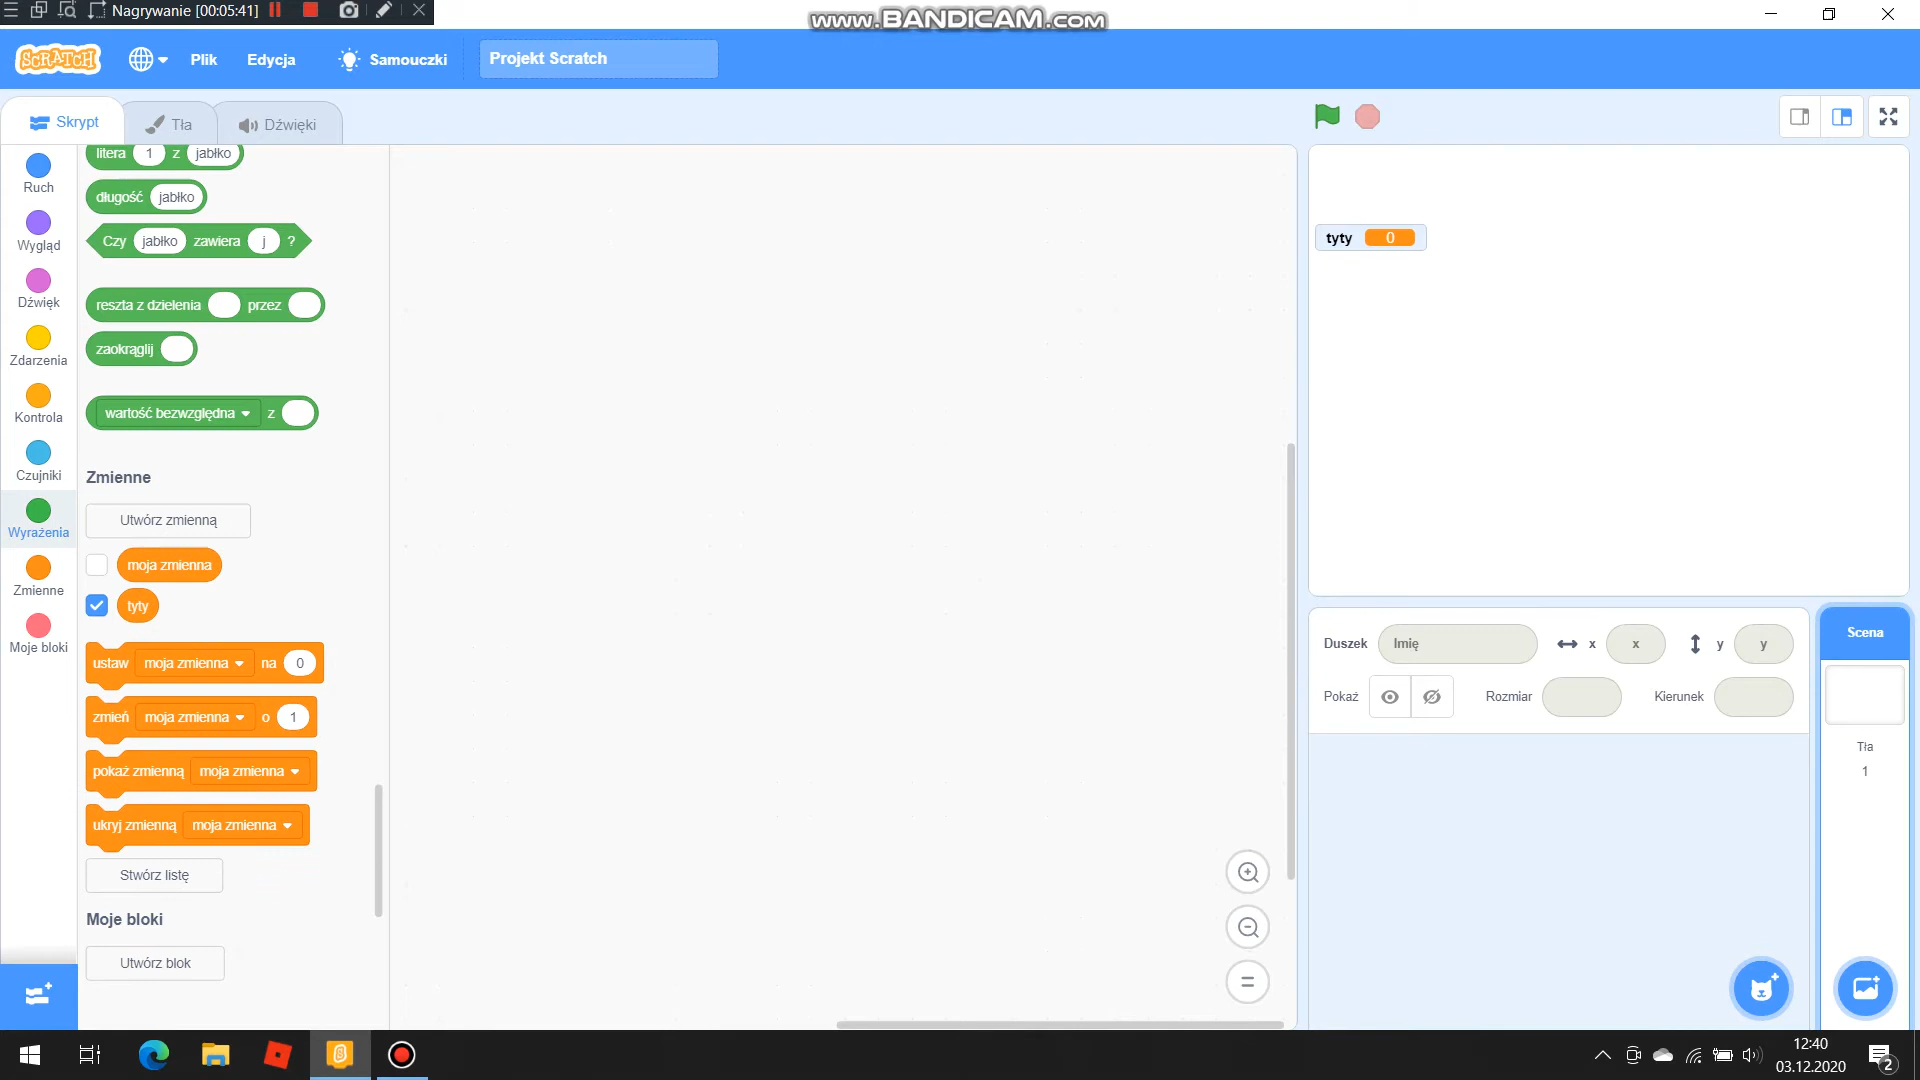 Nagrywanie [00:05:41]
www.BANDICAM.com
SCRATCH
Plik
Edycja
Samouczki
Projekt Scratch
Skrypt
Tła
Dźwięki
Ruch
Wygląd
Dźwięk
Zdarzenia
Kontrola
Czujniki
Wyrażenia
Zmienne
Moje bloki
litera 1 z jabłko
długość jabłko
Czy jabłko zawiera j ?
reszta z dzielenia przez
zaokrąglij
wartość bezwzględna z
Zmienne
Utwórz zmienną
moja zmienna
tyty
ustaw moja zmienna na 0
zmień moja zmienna o 1
pokaż zmienną moja zmienna
ukryj zmienną moja zmienna
Stwórz listę
Moje bloki
Utwórz blok
tyty 0
Duszek Imię x x y y
Pokaż Rozmiar Kierunek
Scena
Tła
1
12:40
03.12.2020
2